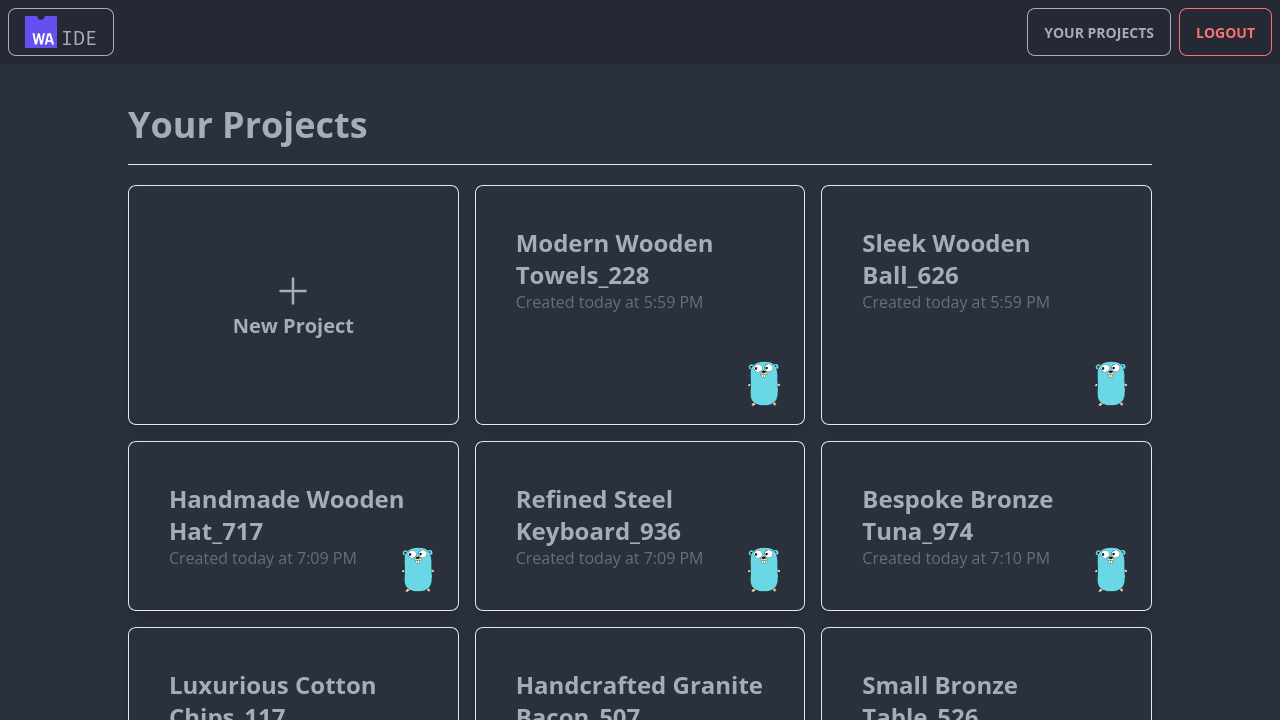 WA IDE
YOUR PROJECTS
LOGOUT
Your Projects
New Project
Modern Wooden
Towels_228
Created today at 5:59 PM
Sleek Wooden
Ball_626
Created today at 5:59 PM
Handmade Wooden
Hat_717
Created today at 7:09 PM
Refined Steel
Keyboard_936
Created today at 7:09 PM
Bespoke Bronze
Tuna_974
Created today at 7:10 PM
Luxurious Cotton
Chips_117
Handcrafted Granite
Bacon_507
Small Bronze
Table_526